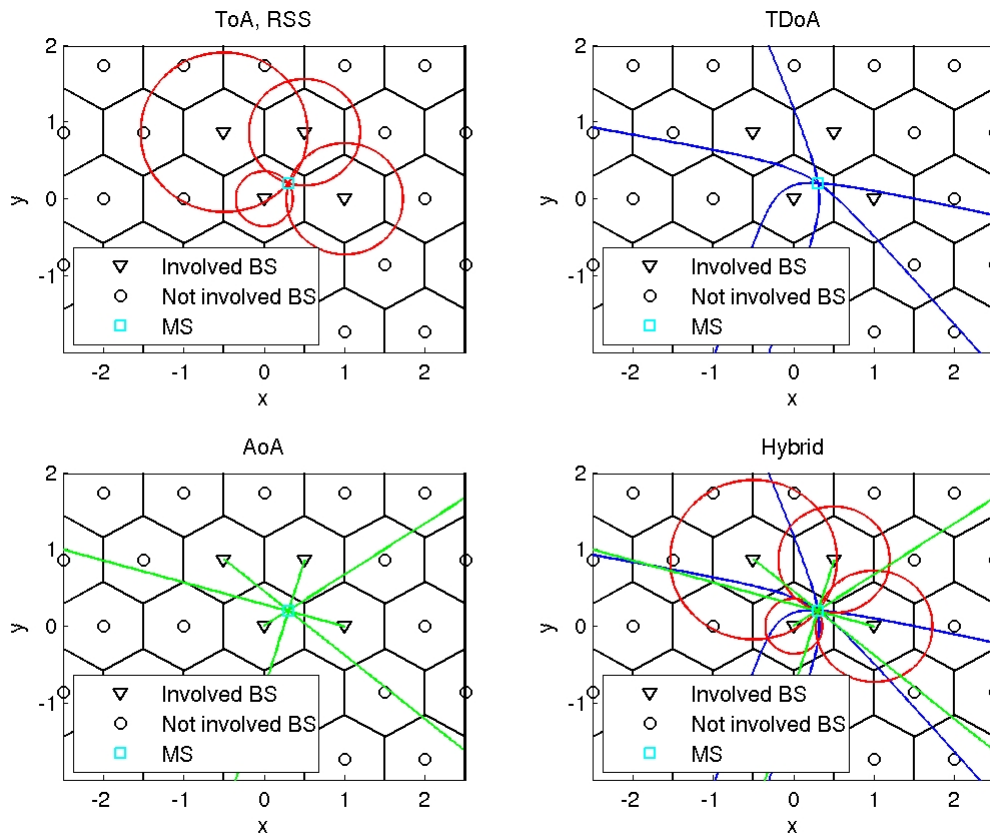 ToA, RSS
2
1
0
-1
y
-2
-1
0
1
2
x
Involved BS
Not involved BS
MS
TDoA
2
1
0
-1
y
-2
-1
0
1
2
x
Involved BS
Not involved BS
MS
AoA
2
1
0
-1
y
-2
-1
0
1
2
x
Involved BS
Not involved BS
MS
Hybrid
2
1
0
-1
y
-2
-1
0
1
2
x
Involved BS
Not involved BS
MS